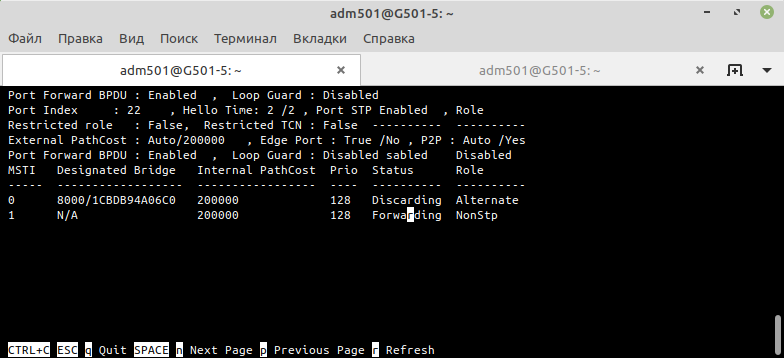 adm501@G501-5: ~
Файл Правка Вид Поиск Терминал Вкладки Справка
adm501@G501-5: ~ × adm501@G501-5: ~ ×
Port Forward BPDU : Enabled  ,  Loop Guard : Disabled
Port Index     : 22    , Hello Time: 2 /2 , Port STP Enabled  , Role
Restricted role   : False,  Restricted TCN : False  ----------  ----------
External PathCost : Auto/200000   , Edge Port : True /No , P2P : Auto /Yes
Port Forward BPDU : Enabled  ,  Loop Guard : Disabled sabled    Disabled
MSTI   Designated Bridge   Internal PathCost  Prio  Status      Role
-----  ------------------  -----------------  ----  ----------  ----------
0      8000/1CBDB94A06C0   200000             128   Discarding  Alternate
1      N/A                 200000             128   Forwarding  NonStp
CTRL+C ESC q Quit SPACE n Next Page p Previous Page r Refresh